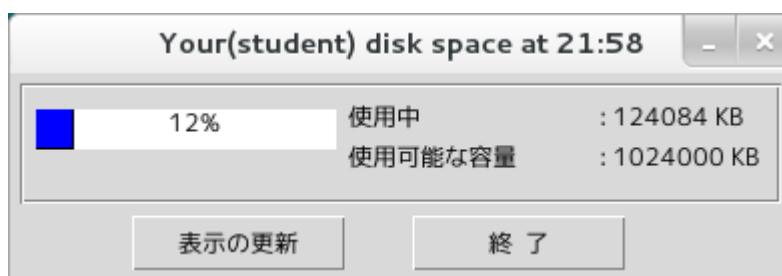 Your(student) disk space at 21:58
12% 使用中 : 124084 KB
使用可能な容量 : 1024000 KB
表示の更新 終 了